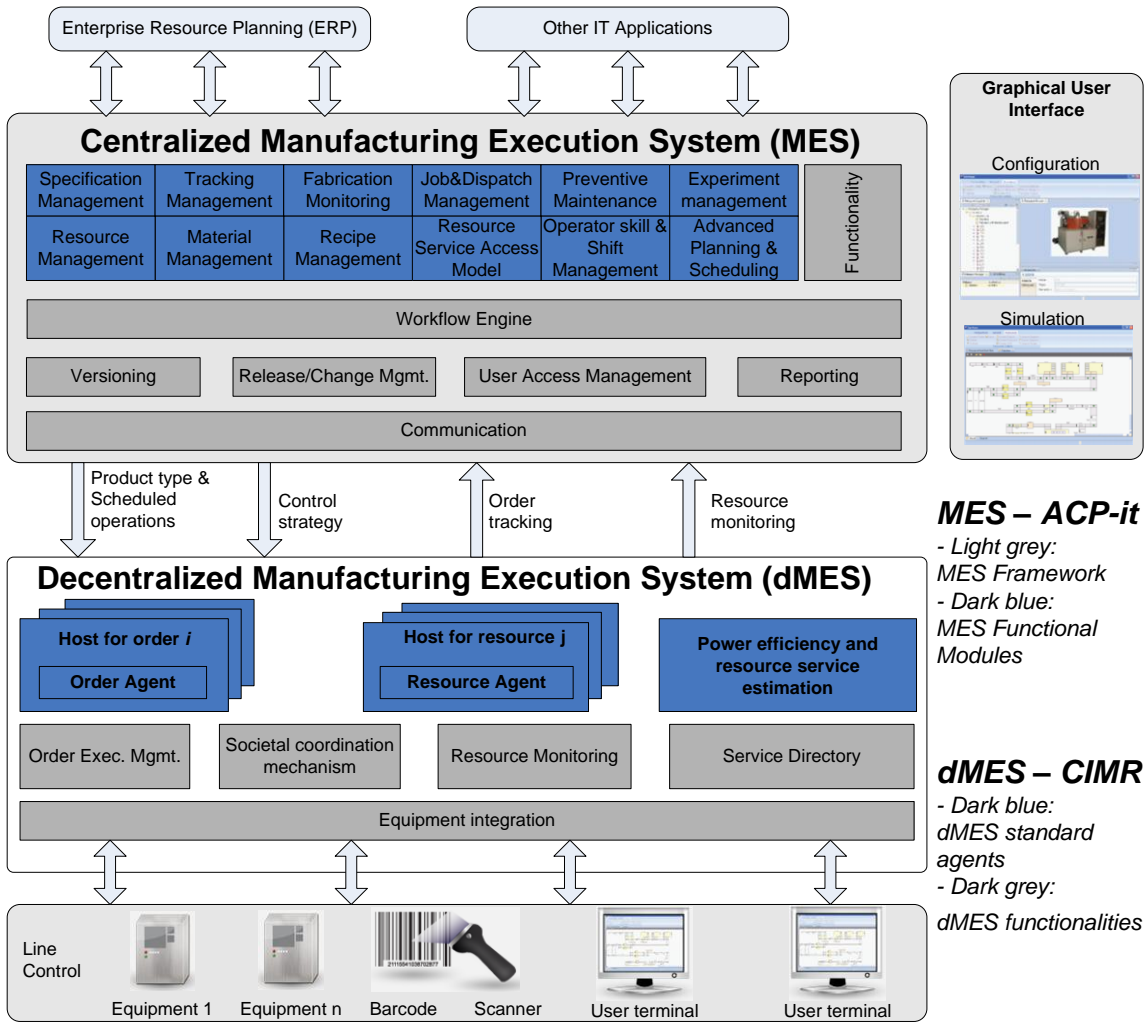 Enterprise Resource Planning (ERP)
Other IT Applications
Graphical User
Interface
Configuration
Simulation
Centralized Manufacturing Execution System (MES)
Specification
Management
Tracking
Management
Fabrication
Monitoring
Job&Dispatch
Management
Preventive
Maintenance
Experiment
management
Resource
Management
Material
Management
Recipe
Management
Resource
Service Access
Model
Operator skill &
Shift
Management
Advanced
Planning &
Scheduling
Functionality
Workflow Engine
Versioning
Release/Change Mgmt.
User Access Management
Reporting
Communication
Product type &
Scheduled
operations
Control
strategy
Order
tracking
Resource
monitoring
MES – ACP-it
- Light grey:
MES Framework
- Dark blue:
MES Functional
Modules
Decentralized Manufacturing Execution System (dMES)
Host for order i
Order Agent
Host for resource j
Resource Agent
Power efficiency and
resource service
estimation
Order Exec. Mgmt.
Societal coordination
mechanism
Resource Monitoring
Service Directory
Equipment integration
dMES – CIMR
- Dark blue:
dMES standard
agents
- Dark grey:
dMES functionalities
Line
Control
Equipment 1
Equipment n
Barcode
Scanner
User terminal
User terminal